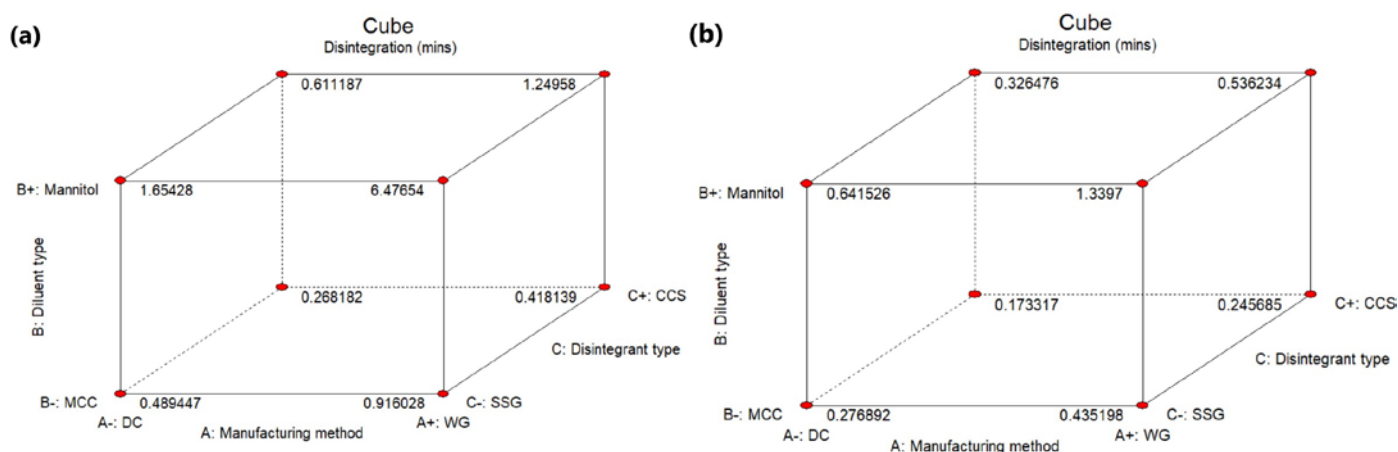 (a)
Cube
Disintegration (mins)
0.611187
1.24958
B+: Mannitol
1.65428
6.47654
B: Diluent type
0.268182
0.418139
C+: CCS
C: Disintegrant type
B-: MCC
0.489447
0.916028
C-: SSG
A-: DC
A+: WG
A: Manufacturing method
(b)
Cube
Disintegration (mins)
0.326476
0.536234
B+: Mannitol
0.641526
1.3397
B: Diluent type
0.173317
0.245685
C+: CCS
C: Disintegrant type
B-: MCC
0.276892
0.435198
C-: SSG
A-: DC
A+: WG
A: Manufacturing method